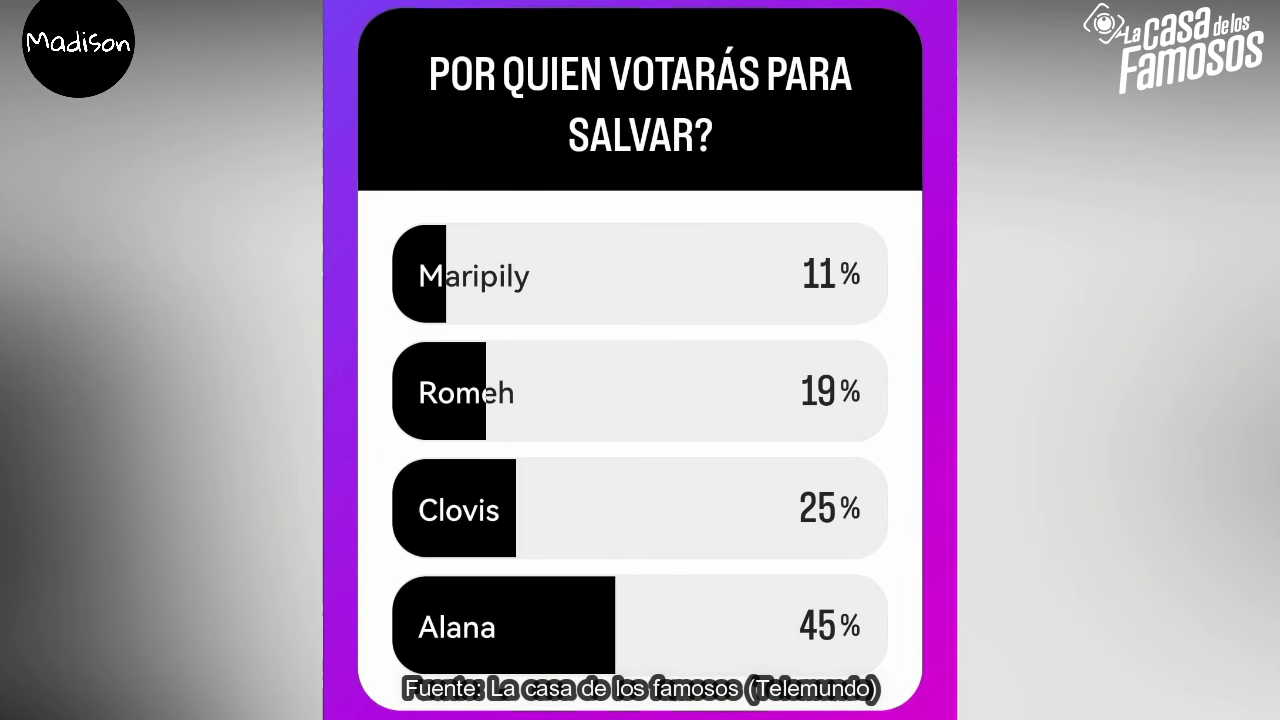 Madison
La casa de los
Famosos
POR QUIEN VOTARÁS PARA
SALVAR?
Maripily 11%
Romeh 19%
Clovis 25%
Alana 45%
Fuente: La casa de los famosos (Telemundo)